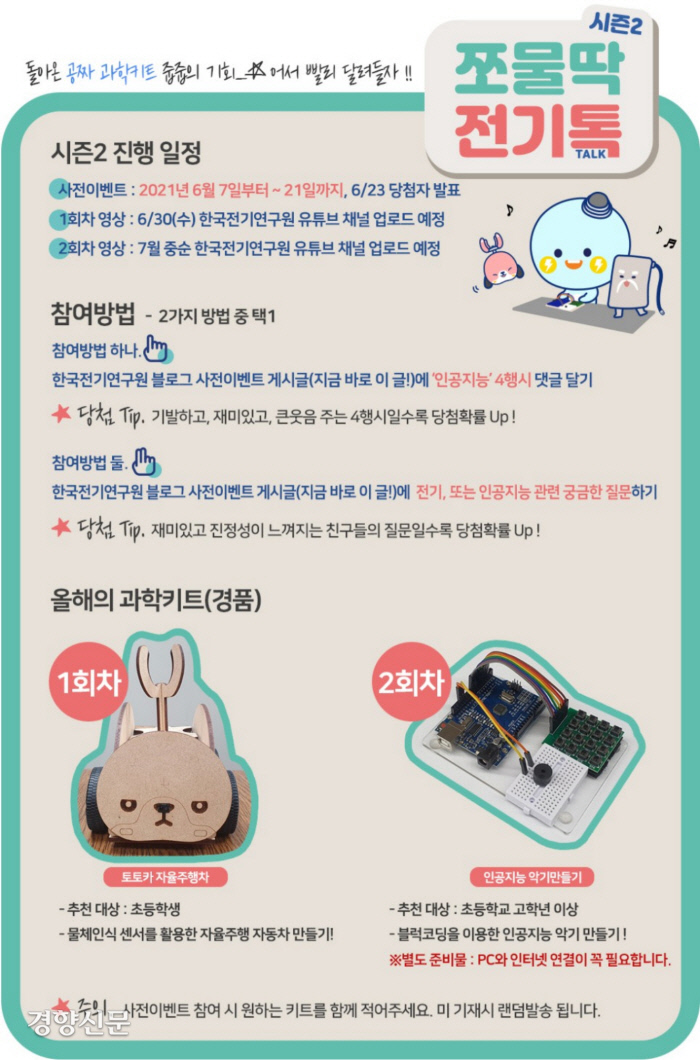 시즌2
돌아온 공짜 과학키트 줍줍의 기회_☆ 어서 빨리 달려들자 !!
쪼물딱
전기톡
TALK
시즌2 진행 일정
사전이벤트 : 2021년 6월 7일부터 ~ 21일까지, 6/23 당첨자 발표
1회차 영상 : 6/30(수) 한국전기연구원 유튜브 채널 업로드 예정
2회차 영상 : 7월 중순 한국전기연구원 유튜브 채널 업로드 예정
참여방법 - 2가지 방법 중 택1
참여방법 하나.
한국전기연구원 블로그 사전이벤트 게시글(지금 바로 이 글!)에 '인공지능' 4행시 댓글 달기
★ 당첨 Tip. 기발하고, 재미있고, 큰웃음 주는 4행시일수록 당첨확률 Up !
참여방법 둘.
한국전기연구원 블로그 사전이벤트 게시글(지금 바로 이 글!)에 전기, 또는 인공지능 관련 궁금한 질문하기
★ 당첨 Tip. 재미있고 진정성이 느껴지는 친구들의 질문일수록 당첨확률 Up !
올해의 과학키트(경품)
1회차
2회차
토토카 자율주행차
인공지능 악기만들기
- 추천 대상 : 초등학생
- 물체인식 센서를 활용한 자율주행 자동차 만들기!
- 추천 대상 : 초등학교 고학년 이상
- 블럭코딩을 이용한 인공지능 악기 만들기 !
※별도 준비물 : PC와 인터넷 연결이 꼭 필요합니다.
★ 주의 사전이벤트 참여 시 원하는 키트를 함께 적어주세요. 미 기재시 랜덤발송 됩니다.
경향신문